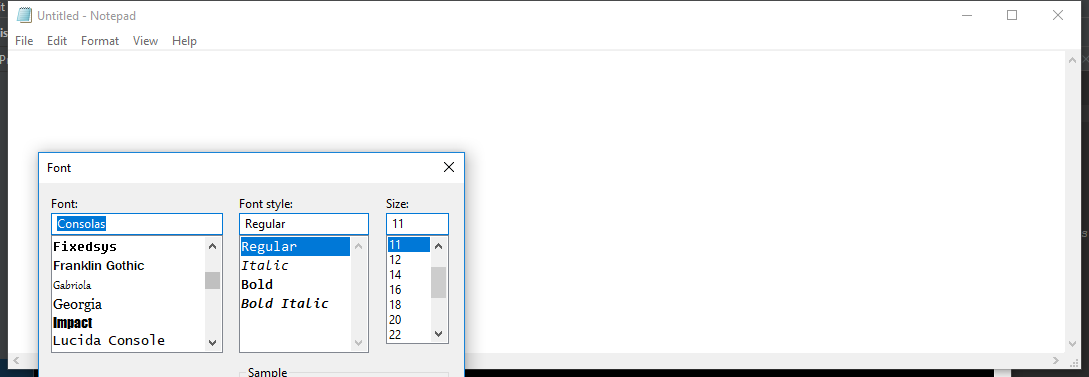 Untitled - Notepad
File Edit Format View Help
Font
Font: Font style: Size:
Consolas Regular 11
Fixedsys Regular 11
Franklin Gothic Italic 12
Gabriola Bold 14
Georgia Bold Italic 16
Impact 18
Lucida Console 20
22
Sample